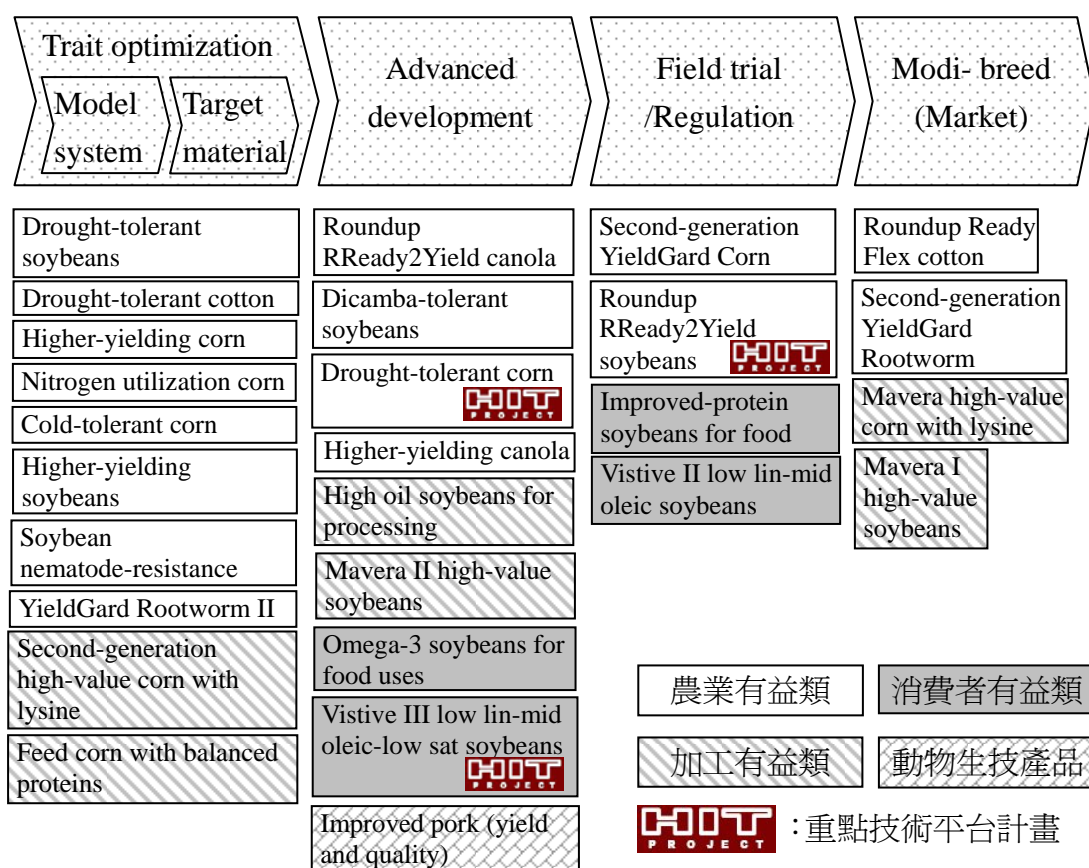 Trait optimization
Model
system
Target
material
Advanced
development
Field trial
/Regulation
Modi- breed
(Market)
Drought-tolerant
soybeans
Drought-tolerant cotton
Higher-yielding corn
Nitrogen utilization corn
Cold-tolerant corn
Higher-yielding
soybeans
Soybean
nematode-resistance
YieldGard Rootworm II
Second-generation
high-value corn with
lysine
Feed corn with balanced
proteins
Roundup
RReady2Yield canola
Dicamba-tolerant
soybeans
Drought-tolerant corn
HIT
PROJECT
Higher-yielding canola
High oil soybeans for
processing
Mavera II high-value
soybeans
Omega-3 soybeans for
food uses
Vistive III low lin-mid
oleic-low sat soybeans
HIT
PROJECT
Improved pork (yield
and quality)
Second-generation
YieldGard Corn
Roundup
RReady2Yield
soybeans
HIT
PROJECT
Improved-protein
soybeans for food
Vistive II low lin-mid
oleic soybeans
Roundup Ready
Flex cotton
Second-generation
YieldGard
Rootworm
Mavera high-value
corn with lysine
Mavera I
high-value
soybeans
農業有益類
消費者有益類
加工有益類
動物生技產品
HIT
PROJECT
：重點技術平台計畫